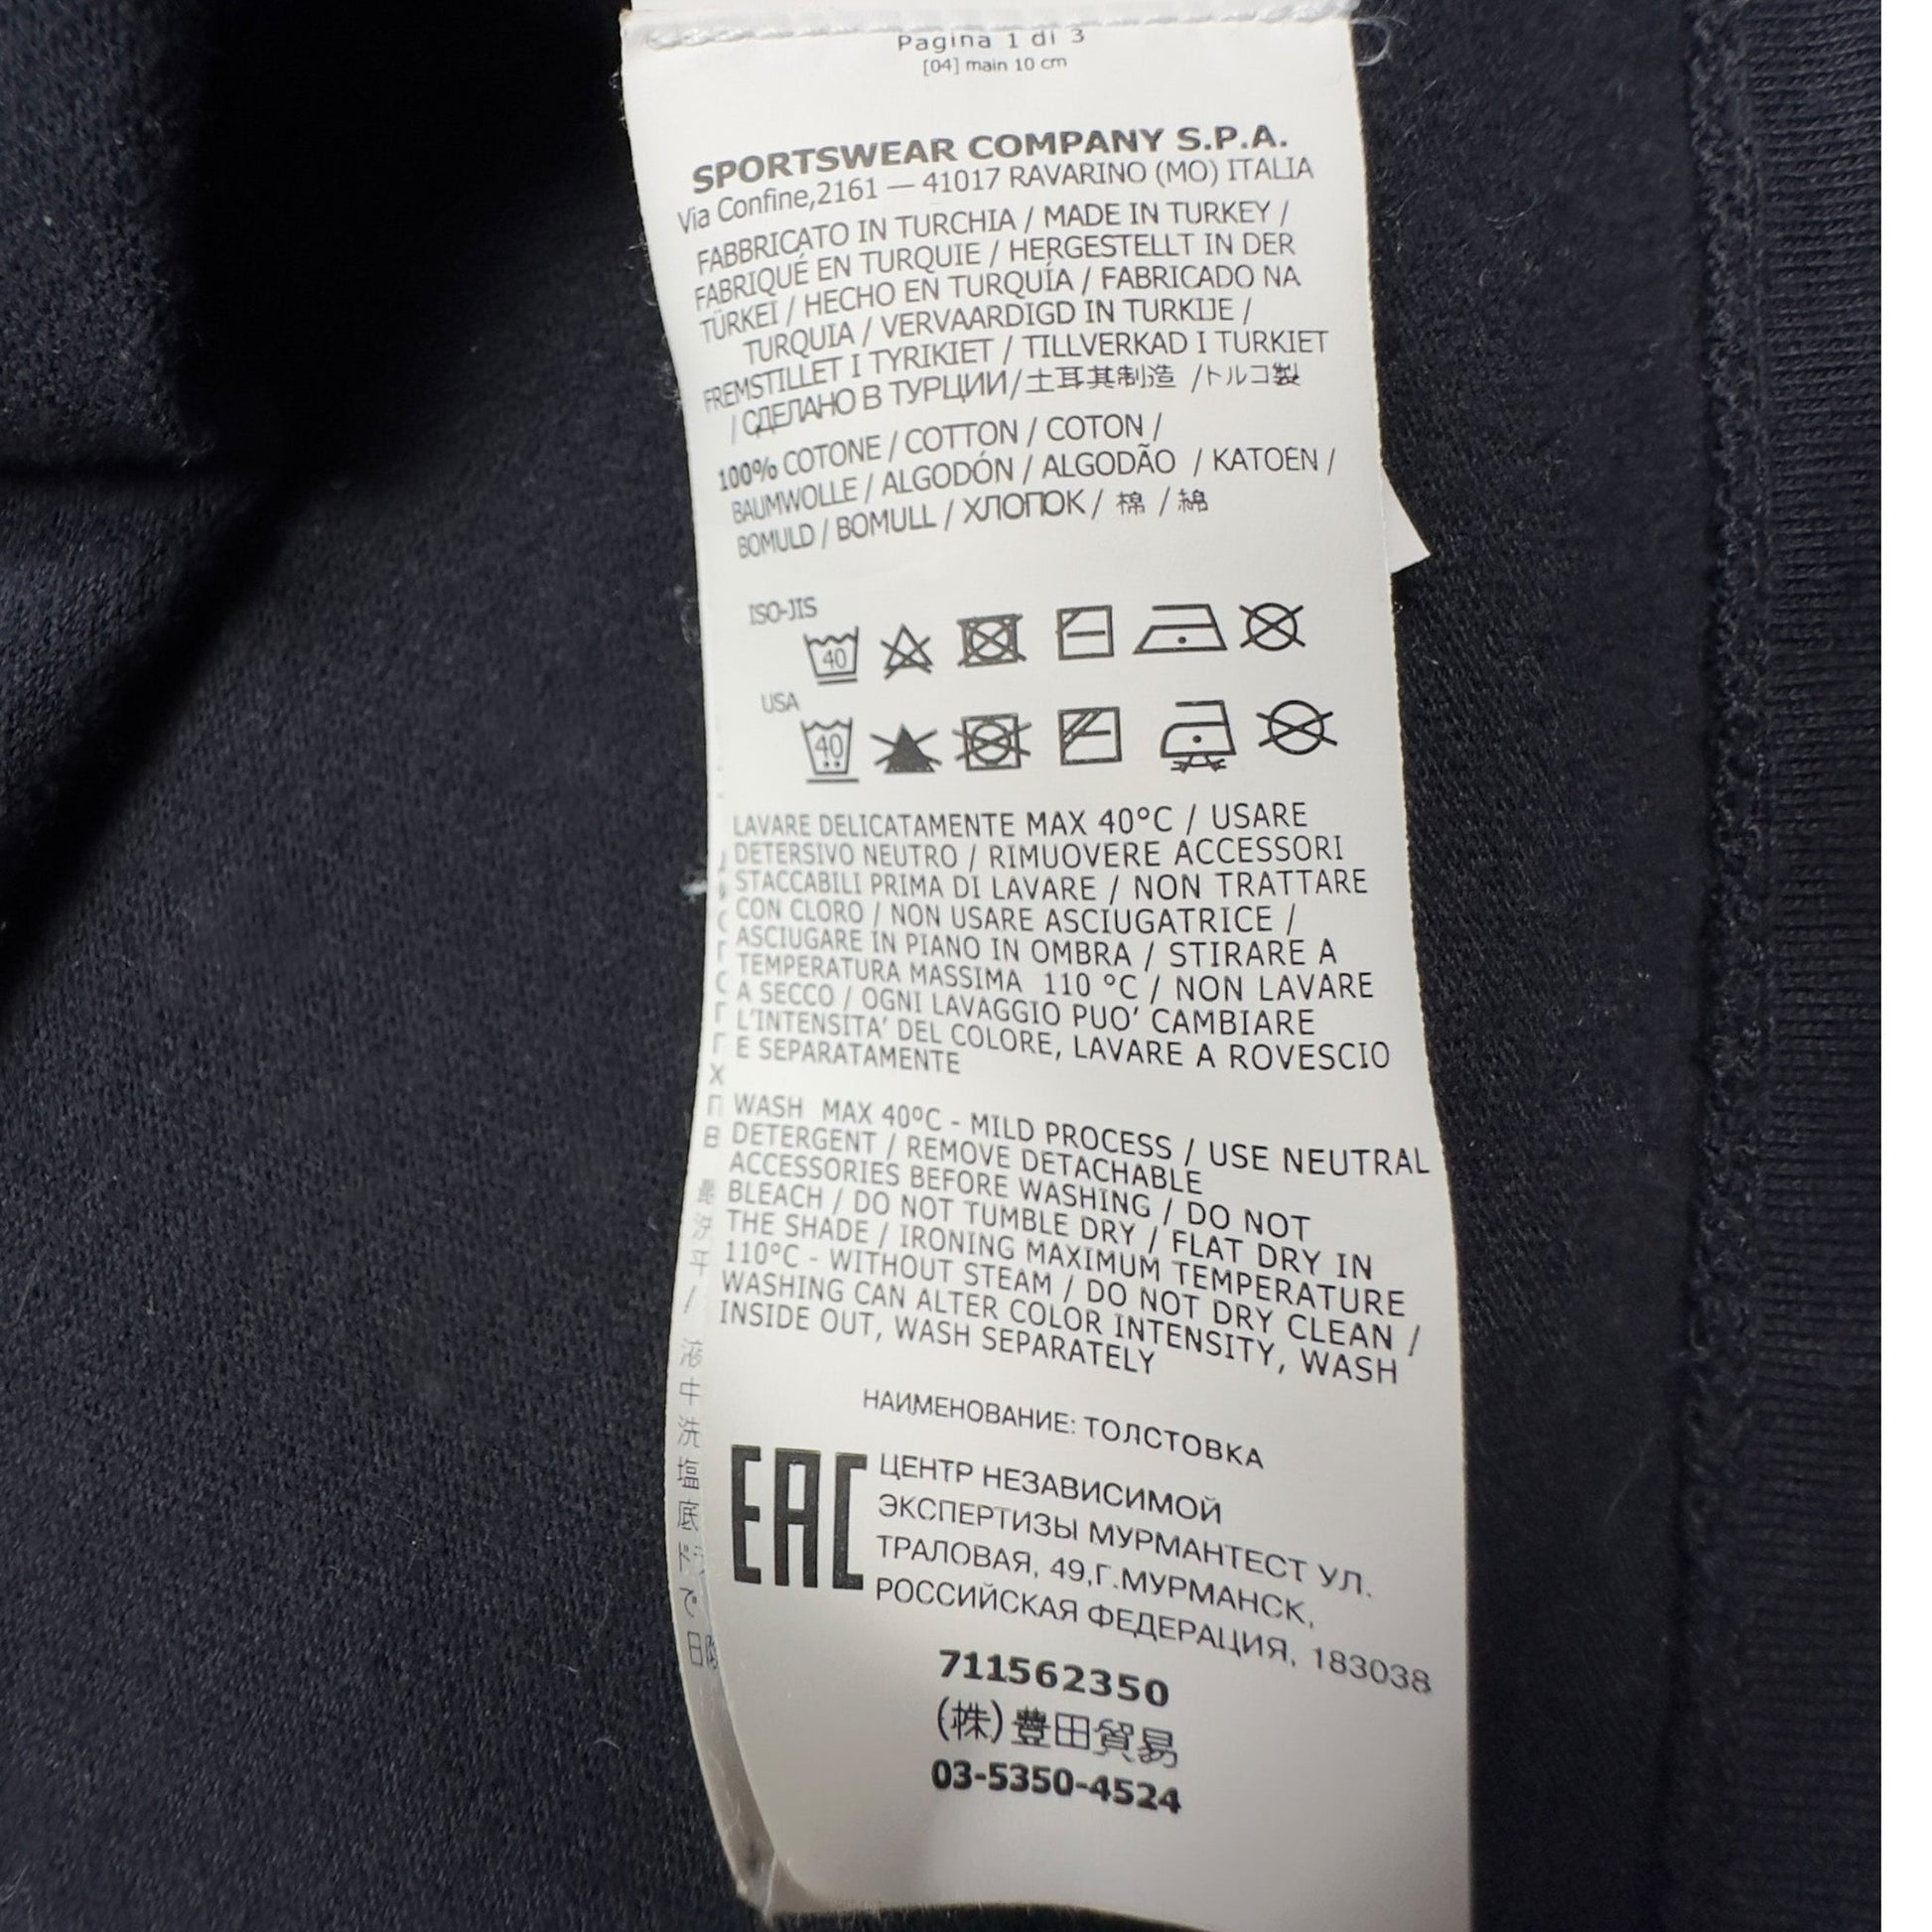 Pagina 1 di 3
[04] main 10 cm
SPORTSWEAR COMPANY S.P.A.
Via Confine,2161 — 41017 RAVARINO (MO) ITALIA
FABBRICATO IN TURCHIA / MADE IN TURKEY /
FABRIQUÉ EN TURQUIE / HERGESTELLT IN DER
TÜRKEI / HECHO EN TURQUÍA / FABRICADO NA
TURQUIA / VERVAARDIGD IN TURKIJE /
FREMSTILLET I TYRIKIET / TILLVERKAD I TURKIET
/ СДЕЛАНО В ТУРЦИИ/土耳其制造 /トルコ製
100% COTONE / COTTON / COTON /
BAUMWOLLE / ALGODÓN / ALGODÃO / KATOEN /
BOMULD / BOMULL / ХЛОПОК / 棉 / 綿
ISO-JIS
40
USA
40
LAVARE DELICATAMENTE MAX 40°C / USARE
DETERSIVO NEUTRO / RIMUOVERE ACCESSORI
STACCABILI PRIMA DI LAVARE / NON TRATTARE
CON CLORO / NON USARE ASCIUGATRICE /
ASCIUGARE IN PIANO IN OMBRA / STIRARE A
TEMPERATURA MASSIMA 110 °C / NON LAVARE
A SECCO / OGNI LAVAGGIO PUO' CAMBIARE
L'INTENSITA' DEL COLORE, LAVARE A ROVESCIO
E SEPARATAMENTE
WASH MAX 40ºC - MILD PROCESS / USE NEUTRAL
DETERGENT / REMOVE DETACHABLE
ACCESSORIES BEFORE WASHING / DO NOT
BLEACH / DO NOT TUMBLE DRY / FLAT DRY IN
THE SHADE / IRONING MAXIMUM TEMPERATURE
110°C - WITHOUT STEAM / DO NOT DRY CLEAN /
WASHING CAN ALTER COLOR INTENSITY, WASH
INSIDE OUT, WASH SEPARATELY
НАИМЕНОВАНИЕ: ТОЛСТОВКА
EAC
ЦЕНТР НЕЗАВИСИМОЙ
ЭКСПЕРТИЗЫ МУРМАНТЕСТ УЛ.
ТРАЛОВАЯ, 49,Г.МУРМАНСК,
РОССИЙСКАЯ ФЕДЕРАЦИЯ, 183038
711562350
(株)豊田貿易
03-5350-4524